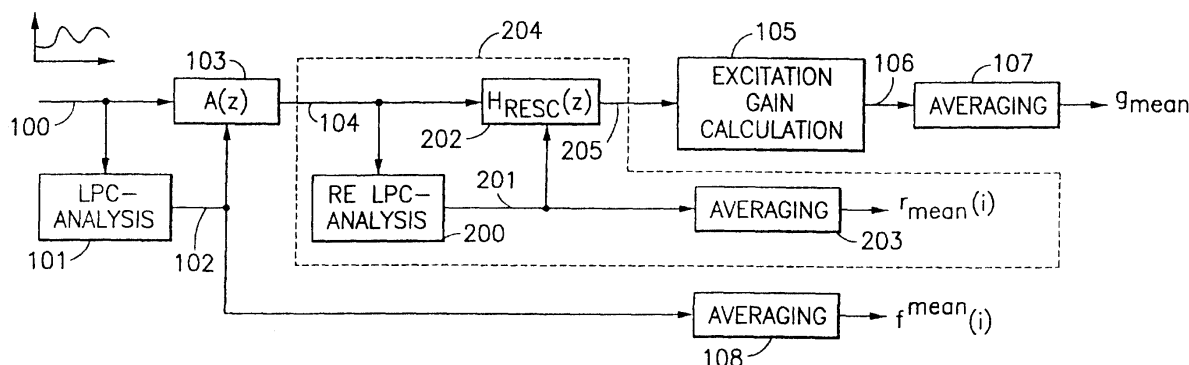 204
105
103
106
107
A(z)
H_RESC(z)
EXCITATION
GAIN
CALCULATION
AVERAGING
g_mean
100
104
202
205
LPC-
ANALYSIS
RE LPC-
ANALYSIS
201
AVERAGING
r_mean(i)
101
102
200
203
AVERAGING
f^mean(i)
108